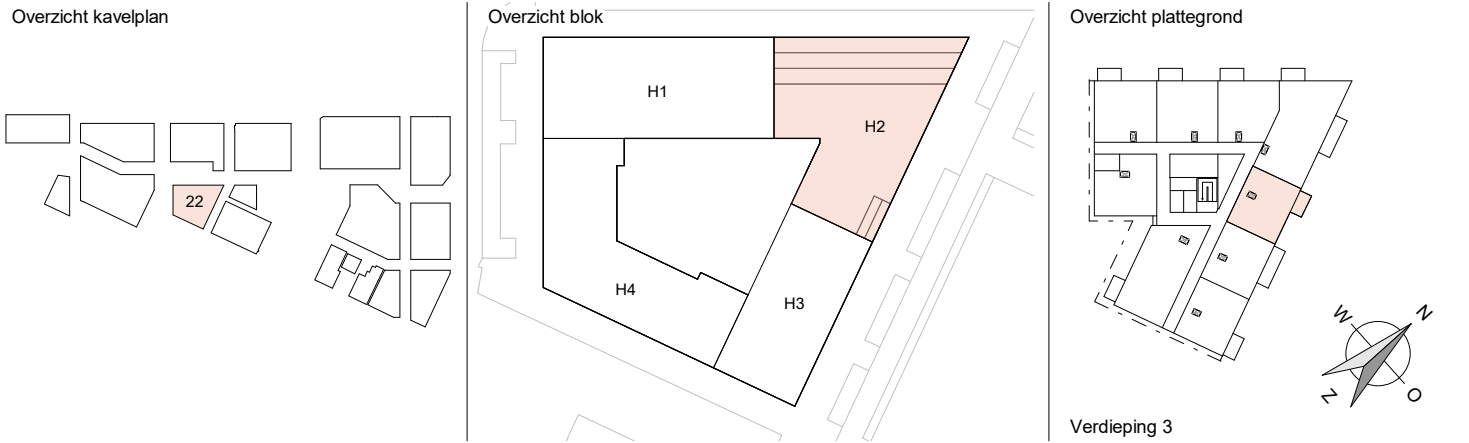 Overzicht kavelplan
22
Overzicht blok
H1
H2
H4
H3
Overzicht plattegrond
N
W
O
Z
Verdieping 3